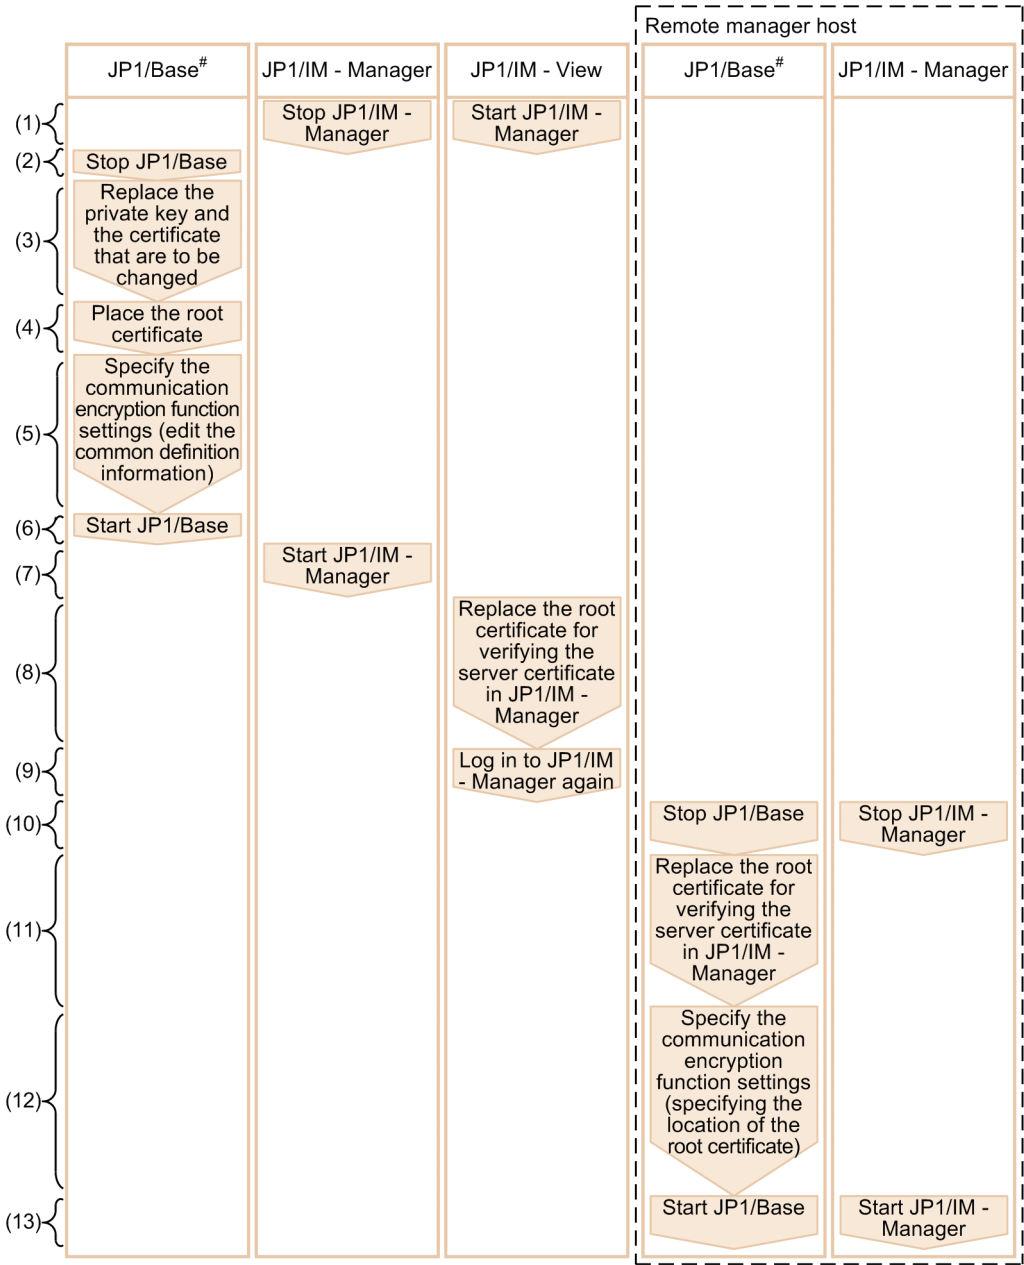 Remote manager host
JP1/Base#
JP1/IM - Manager
JP1/IM - View
JP1/Base#
JP1/IM - Manager
(1)
Stop JP1/IM -
Manager
Start JP1/IM -
Manager
(2)
Stop JP1/Base
(3)
Replace the
private key and
the certificate
that are to be
changed
(4)
Place the root
certificate
(5)
Specify the
communication
encryption function
settings (edit the
common definition
information)
(6)
Start JP1/Base
(7)
Start JP1/IM -
Manager
(8)
Replace the root
certificate for
verifying the
server certificate
in JP1/IM -
Manager
(9)
Log in to JP1/IM
- Manager again
(10)
Stop JP1/Base
Stop JP1/IM -
Manager
(11)
Replace the root
certificate for
verifying the
server certificate
in JP1/IM -
Manager
(12)
Specify the
communication
encryption
function settings
(specifying the
location of the
root certificate)
(13)
Start JP1/Base
Start JP1/IM -
Manager